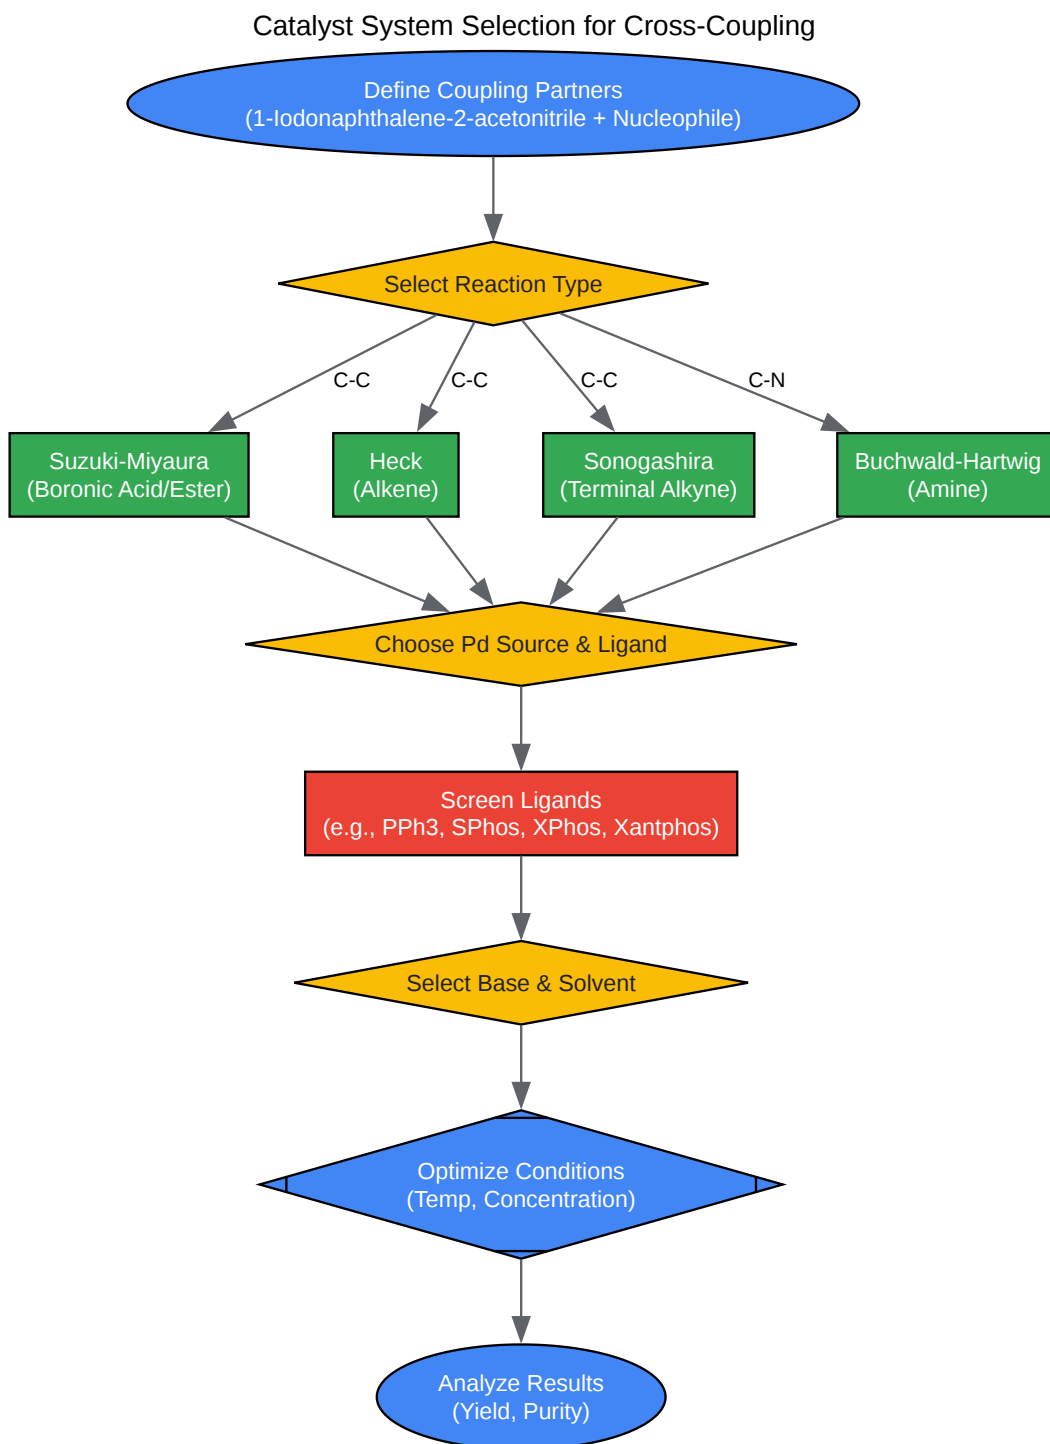 Catalyst System Selection for Cross-Coupling
Define Coupling Partners
(1-Iodonaphthalene-2-acetonitrile + Nucleophile)
Select Reaction Type
C-C
C-C
C-C
C-N
Suzuki-Miyaura
(Boronic Acid/Ester)
Heck
(Alkene)
Sonogashira
(Terminal Alkyne)
Buchwald-Hartwig
(Amine)
Choose Pd Source & Ligand
Screen Ligands
(e.g., PPh3, SPhos, XPhos, Xantphos)
Select Base & Solvent
Optimize Conditions
(Temp, Concentration)
Analyze Results
(Yield, Purity)